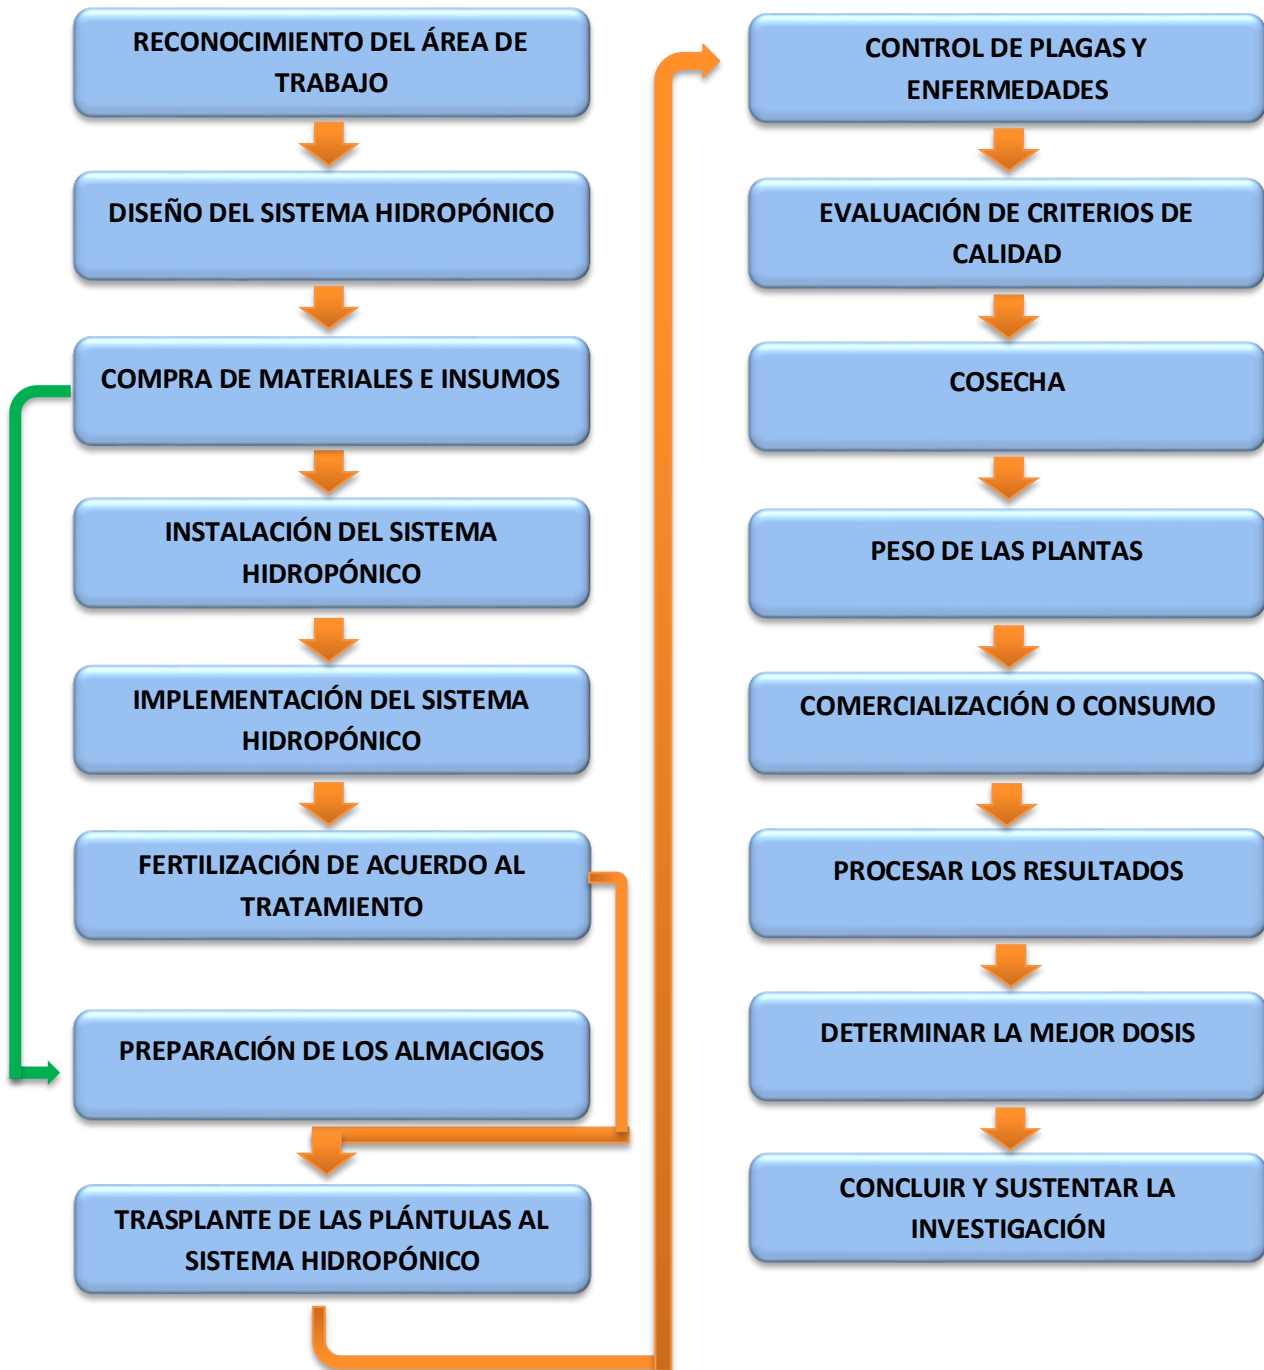 RECONOCIMIENTO DEL ÁREA DE
TRABAJO
DISEÑO DEL SISTEMA HIDROPÓNICO
COMPRA DE MATERIALES E INSUMOS
INSTALACIÓN DEL SISTEMA
HIDROPÓNICO
IMPLEMENTACIÓN DEL SISTEMA
HIDROPÓNICO
FERTILIZACIÓN DE ACUERDO AL
TRATAMIENTO
PREPARACIÓN DE LOS ALMACIGOS
TRASPLANTE DE LAS PLÁNTULAS AL
SISTEMA HIDROPÓNICO
CONTROL DE PLAGAS Y
ENFERMEDADES
EVALUACIÓN DE CRITERIOS DE
CALIDAD
COSECHA
PESO DE LAS PLANTAS
COMERCIALIZACIÓN O CONSUMO
PROCESAR LOS RESULTADOS
DETERMINAR LA MEJOR DOSIS
CONCLUIR Y SUSTENTAR LA
INVESTIGACIÓN